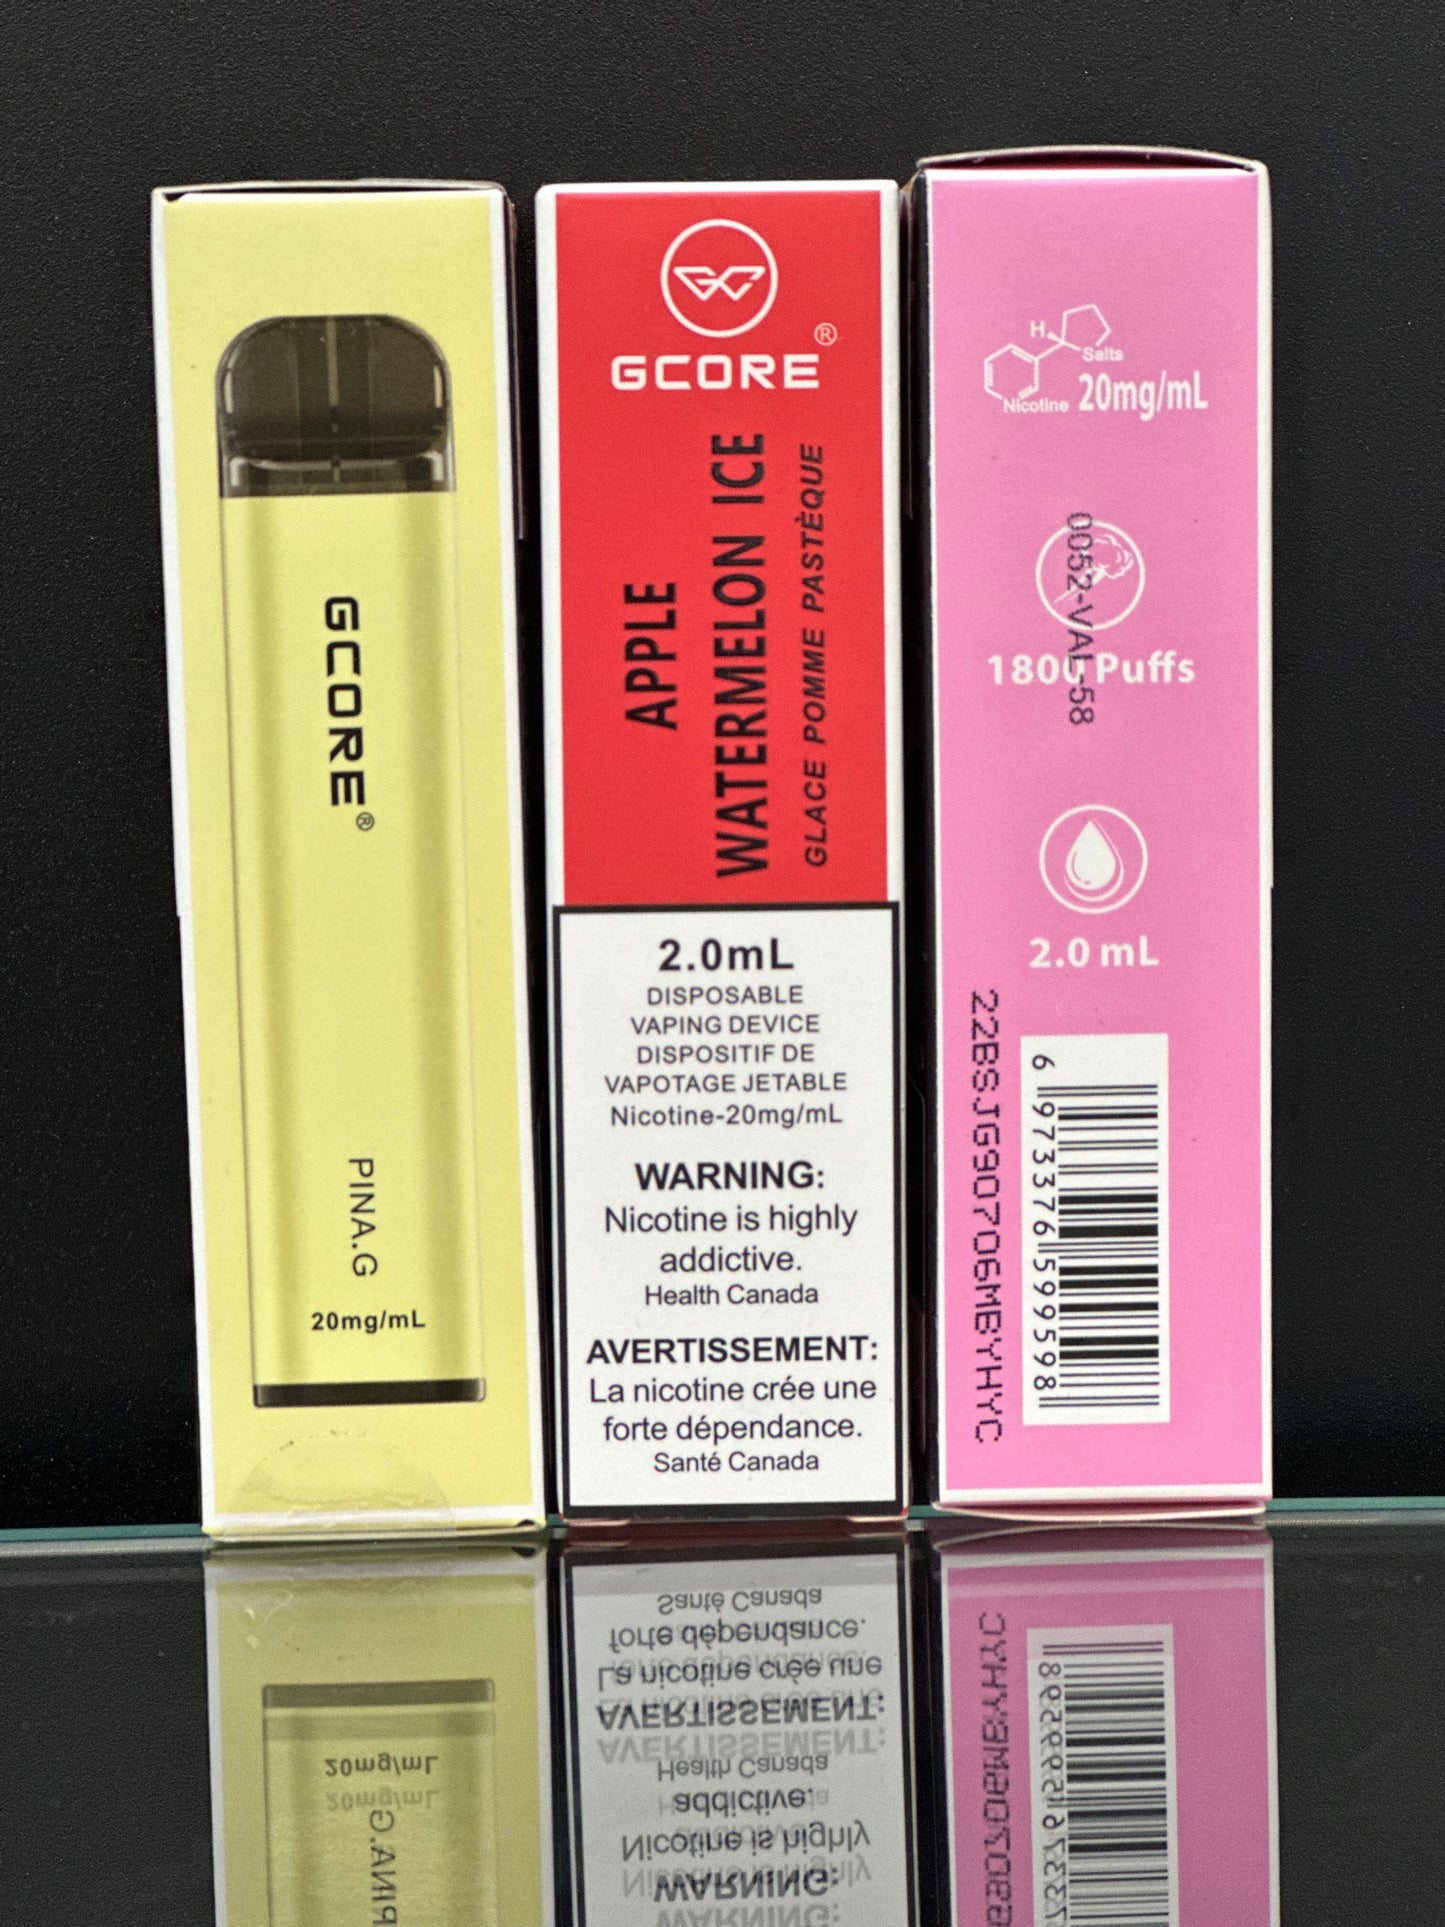 GCORE®
PINA.G
20mg/mL
GC
GCORE®
APPLE
WATERMELON ICE
GLACE POMME PASTÈQUE
2.0mL
DISPOSABLE
VAPING DEVICE
DISPOSITIF DE
VAPOTAGE JETABLE
Nicotine-20mg/mL
WARNING:
Nicotine is highly
addictive.
Health Canada
AVERTISSEMENT:
La nicotine crée une
forte dépendance.
Santé Canada
H
Salts
Nicotine 20mg/mL
0052-VAL-58
1800 Puffs
2.0 mL
22BSJG90706MBYHYC
6 973376 599598